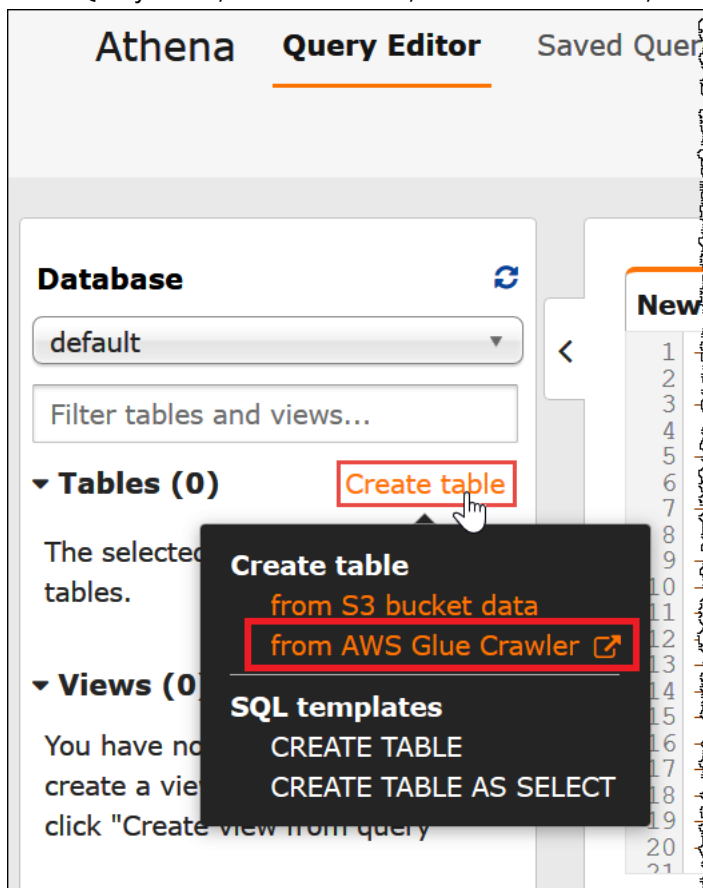 Athena Query Editor Saved Quer
Database
default
Filter tables and views...
Tables (0) Create table
The selected
tables.
Create table
from S3 bucket data
from AWS Glue Crawler
Views (0)
SQL templates
You have no
CREATE TABLE
create a vie
CREATE TABLE AS SELECT
click "Create view from query"
New
1
2
3
4
5
6
7
8
9
10
11
12
13
14
15
16
17
18
19
20
21